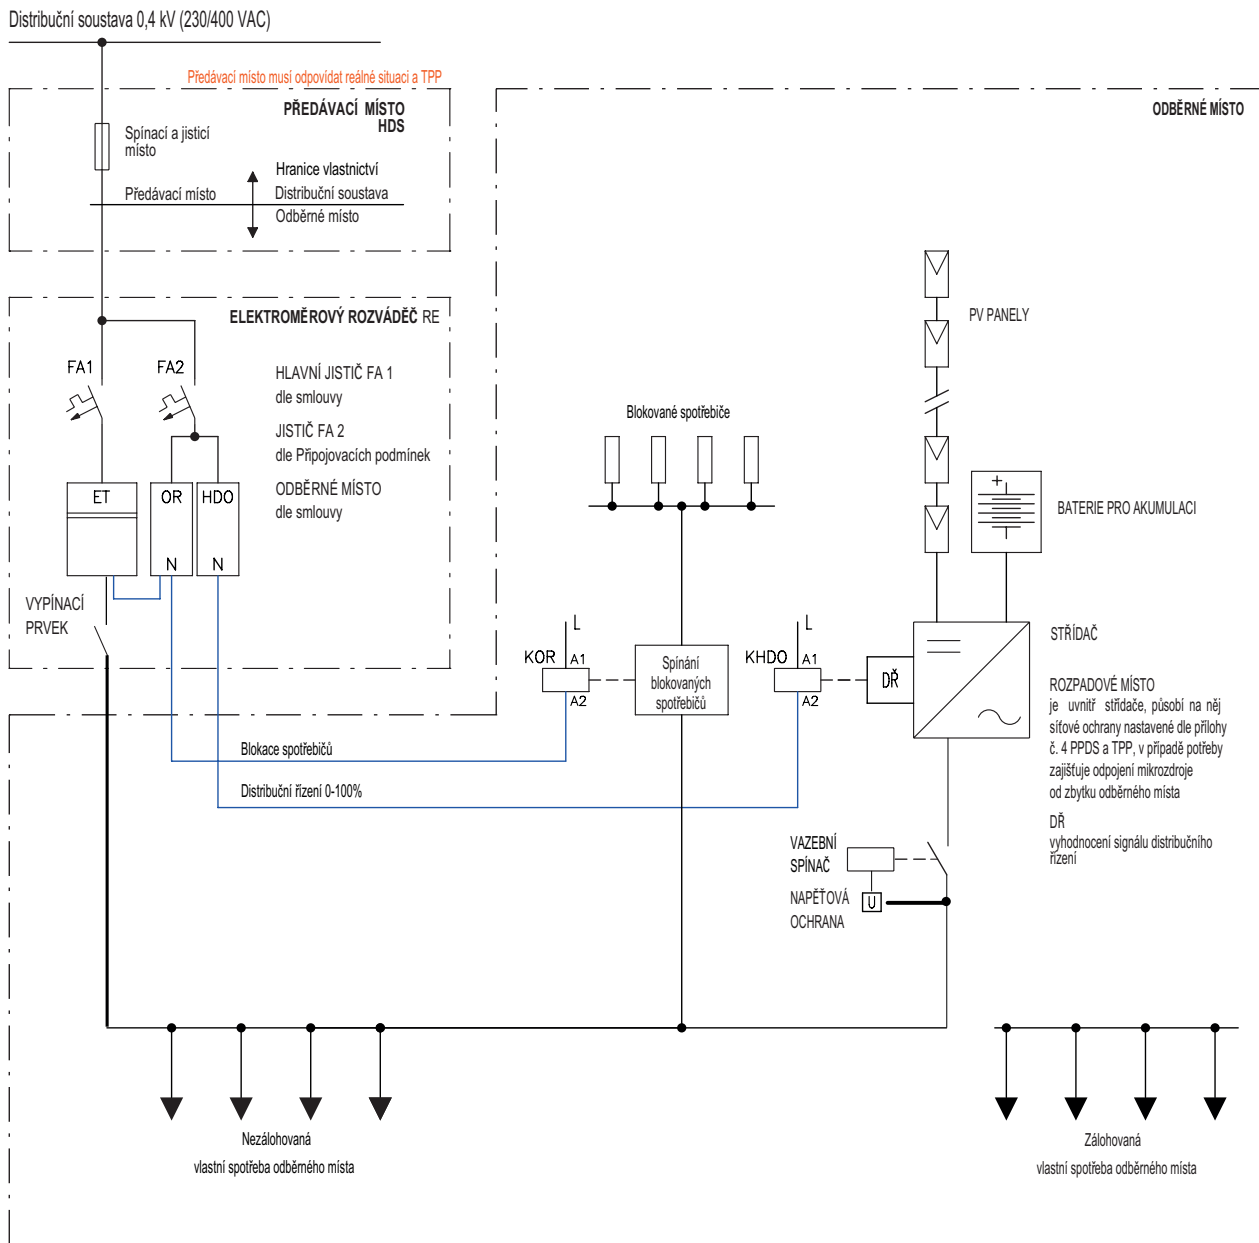 Distribuční soustava 0,4 kV (230/400 VAC)
Předávací místo musí odpovídat reálné situaci a TPP
PŘEDÁVACÍ MÍSTO
HDS
Spínací a jisticí
místo
Předávací místo
Hranice vlastnictví
Distribuční soustava
Odběrné místo
ODBĚRNÉ MÍSTO
ELEKTROMĚROVÝ ROZVÁDĚČ RE
FA1
FA2
HLAVNÍ JISTIČ FA 1
dle smlouvy
JISTIČ FA 2
dle Připojovacích podmínek
ODBĚRNÉ MÍSTO
dle smlouvy
ET
OR
HDO
N
N
VYPÍNACÍ
PRVEK
PV PANELY
Blokované spotřebiče
+
BATERIE PRO AKUMULACI
L
KOR
A1
A2
Spínání
blokovaných
spotřebičů
L
KHDO
A1
A2
DŘ
STŘÍDAČ
ROZPADOVÉ MÍSTO
je uvnitř střídače, působí na něj
síťové ochrany nastavené dle přílohy
č. 4 PPDS a TPP, v případě potřeby
zajišťuje odpojení mikrozdroje
od zbytku odběrného místa
DŘ
vyhodnocení signálu distribučního
řízení
Blokace spotřebičů
Distribuční řízení 0-100%
VAZEBNÍ
SPÍNAČ
NAPĚŤOVÁ
OCHRANA
U
Nezálohovaná
vlastní spotřeba odběrného místa
Zálohovaná
vlastní spotřeba odběrného místa